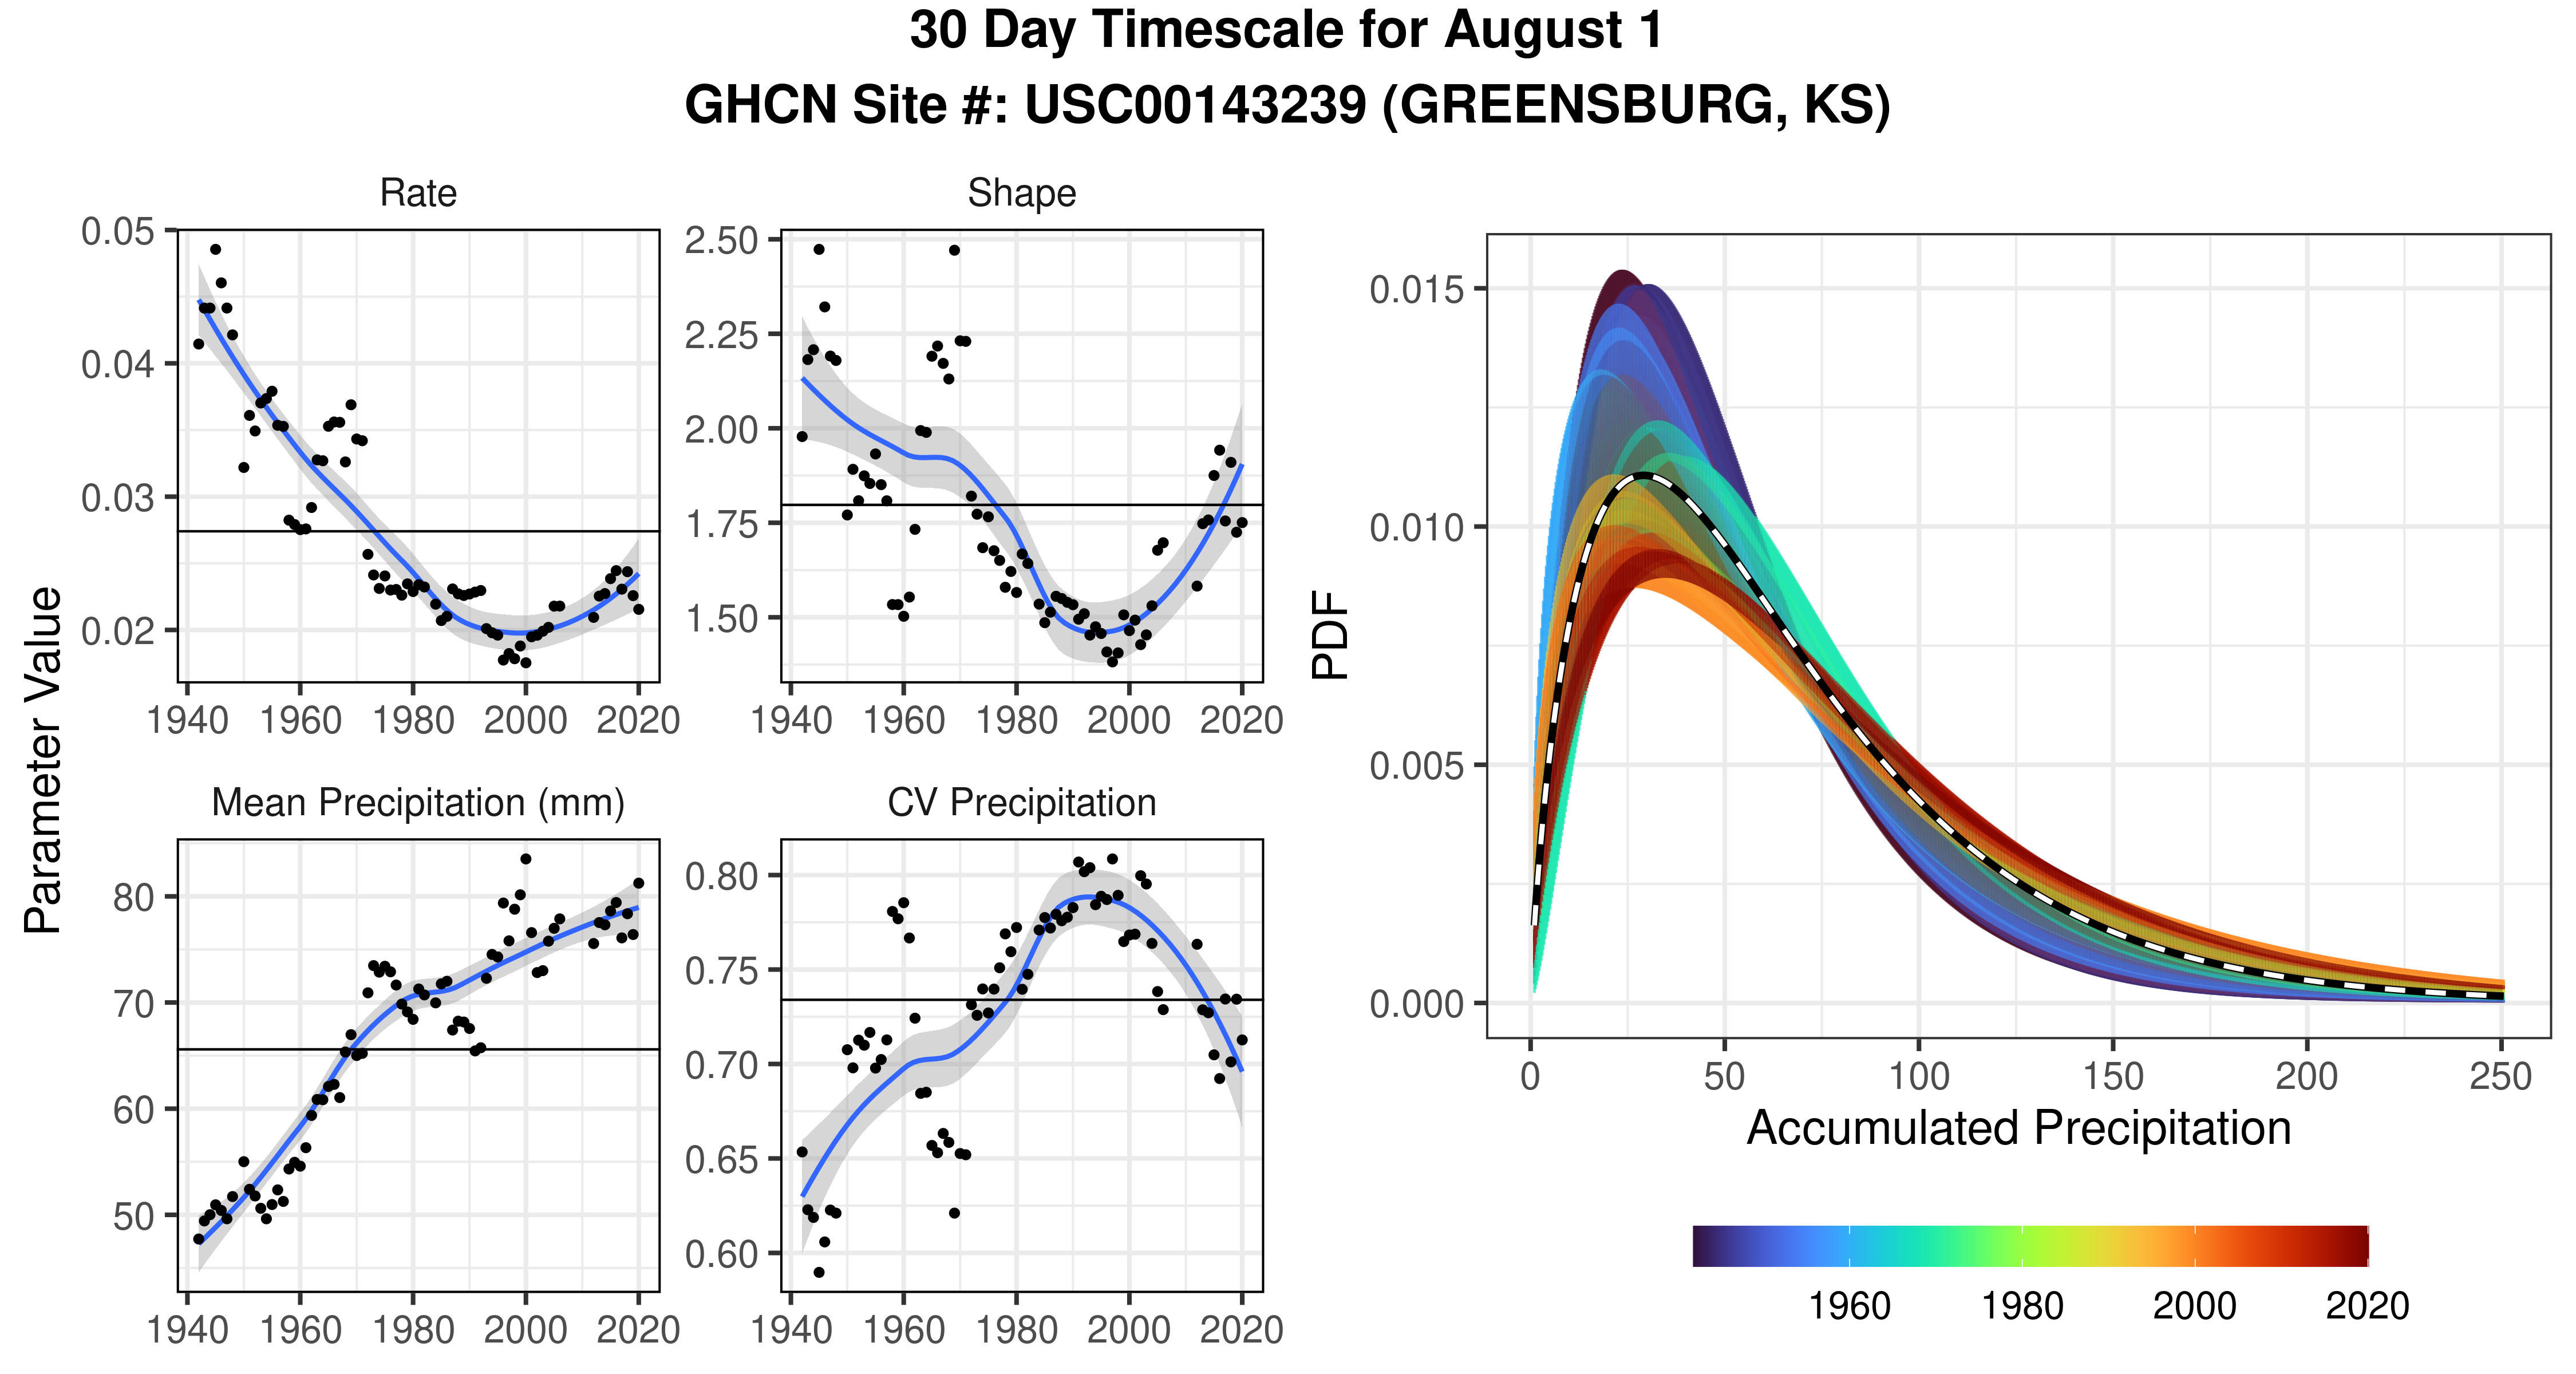 30 Day Timescale for August 1
GHCN Site #: USC00143239 (GREENSBURG, KS)
Parameter Value
Rate
0.05
0.04
0.03
0.02
1940 1960 1980 2000 2020
Shape
2.50
2.25
2.00
1.75
1.50
1940 1960 1980 2000 2020
Mean Precipitation (mm)
80
70
60
50
1940 1960 1980 2000 2020
CV Precipitation
0.80
0.75
0.70
0.65
0.60
1940 1960 1980 2000 2020
PDF
0.015
0.010
0.005
0.000
0 50 100 150 200 250
Accumulated Precipitation
1960 1980 2000 2020